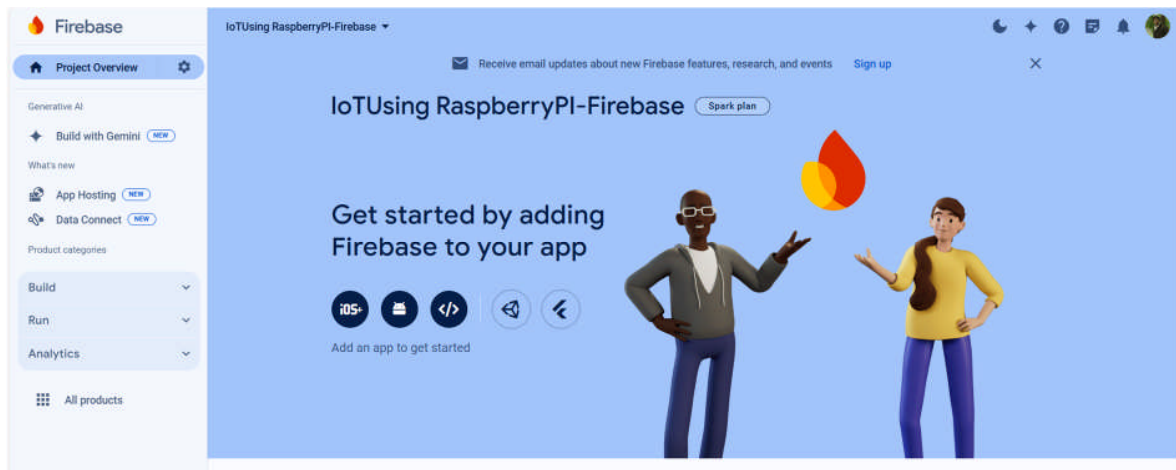 Firebase
IoTUsing RaspberryPI-Firebase
Project Overview
Receive email updates about new Firebase features, research, and events Sign up
Generative AI
Build with Gemini NEW
What's new
App Hosting NEW
Data Connect NEW
Product categories
Build
Run
Analytics
All products
IoTUsing RaspberryPI-Firebase Spark plan
Get started by adding
Firebase to your app
iOS+ </>
Add an app to get started